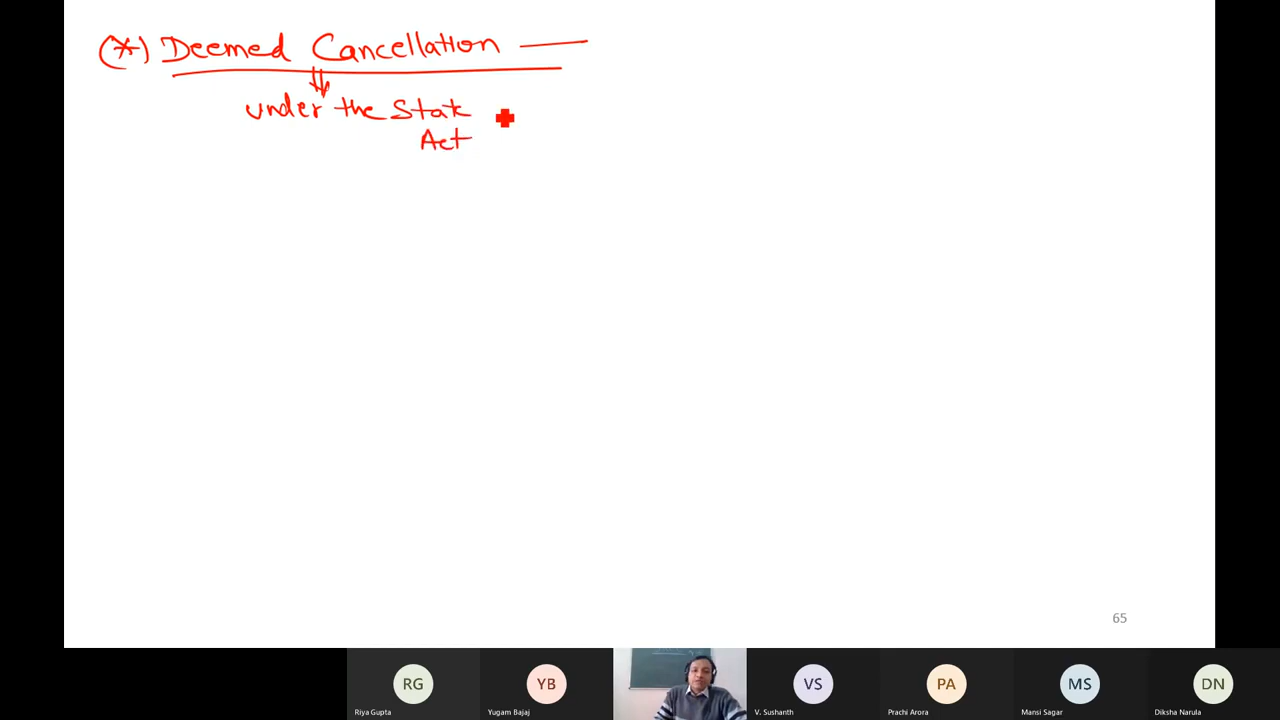 (*) Deemed Cancellation —
under the State
Act
65
RG
YB
VS
PA
MS
DN
Riya Gupta
Yugam Bajaj
V. Sushanth
Prachi Arora
Mansi Sagar
Diksha Narula